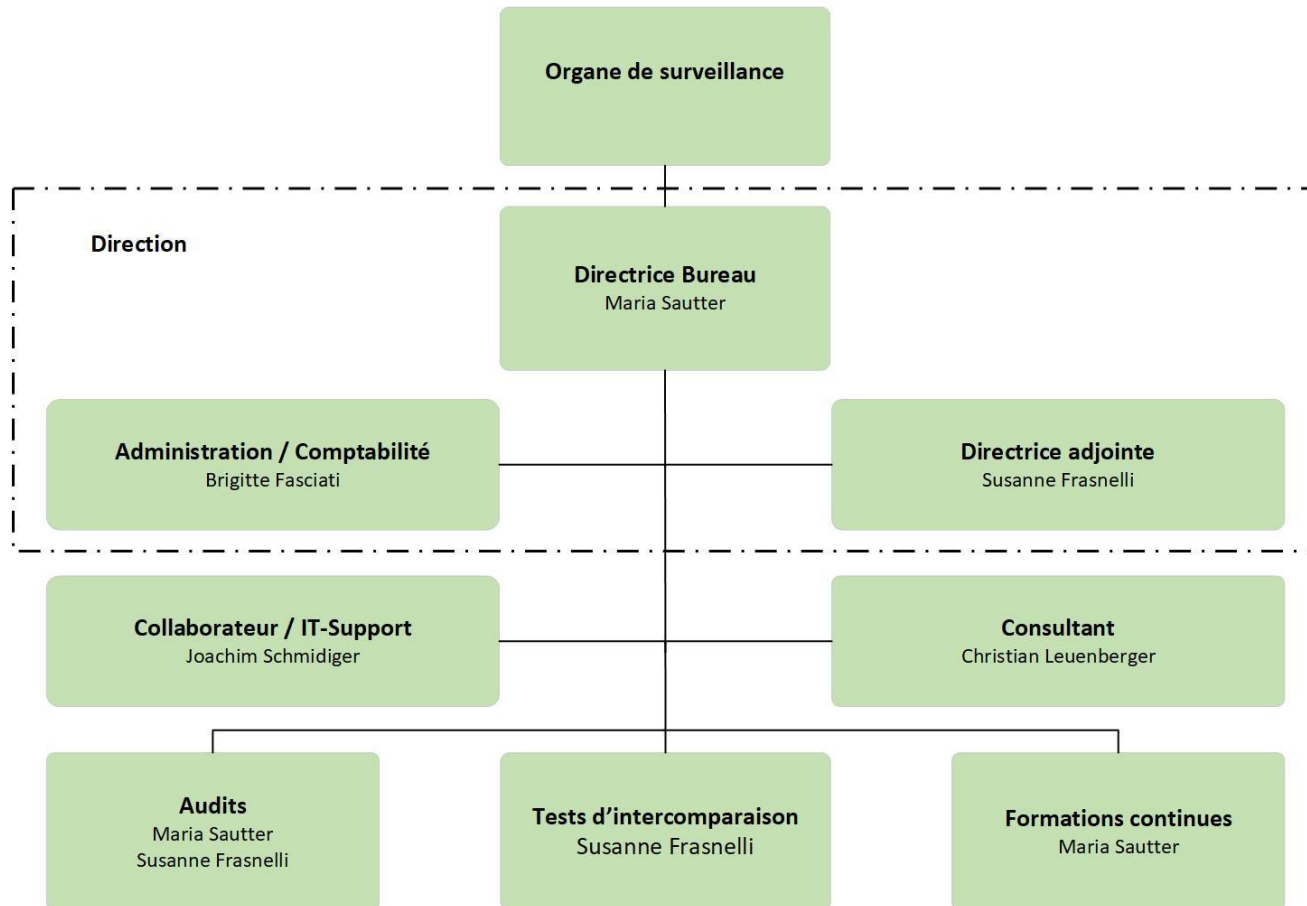 Organe de surveillance
Direction
Directrice Bureau
Maria Sautter
Administration / Comptabilité
Brigitte Fasciati
Directrice adjointe
Susanne Frasnelli
Collaborateur / IT-Support
Joachim Schmidiger
Consultant
Christian Leuenberger
Audits
Maria Sautter
Susanne Frasnelli
Tests d’intercomparaison
Susanne Frasnelli
Formations continues
Maria Sautter